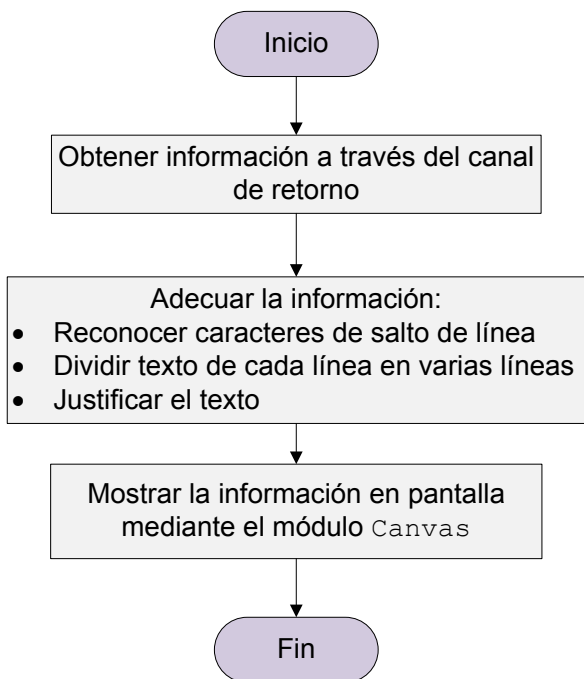 Inicio
Obtener información a través del canal
de retorno
Adecuar la información:
• Reconocer caracteres de salto de línea
• Dividir texto de cada línea en varias líneas
• Justificar el texto
Mostrar la información en pantalla
mediante el módulo Canvas
Fin